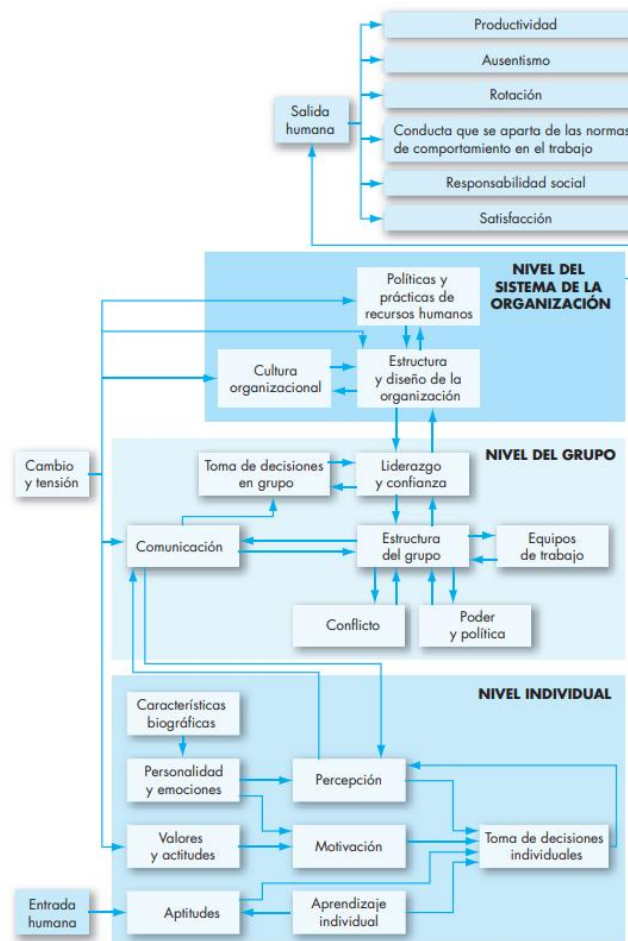 Productividad
Ausentismo
Rotación
Salida
humana
Conducta que se aparta de las normas
de comportamiento en el trabajo
Responsabilidad social
Satisfacción
NIVEL DEL
SISTEMA DE LA
ORGANIZACIÓN
Políticas y
prácticas de
recursos humanos
Cultura
organizacional
Estructura
y diseño de la
organización
NIVEL DEL GRUPO
Cambio
y tensión
Toma de decisiones
en grupo
Liderazgo
y confianza
Comunicación
Estructura
del grupo
Equipos
de trabajo
Conflicto
Poder
y política
NIVEL INDIVIDUAL
Características
biográficas
Personalidad
y emociones
Percepción
Valores
y actitudes
Motivación
Toma de decisiones
individuales
Entrada
humana
Aptitudes
Aprendizaje
individual